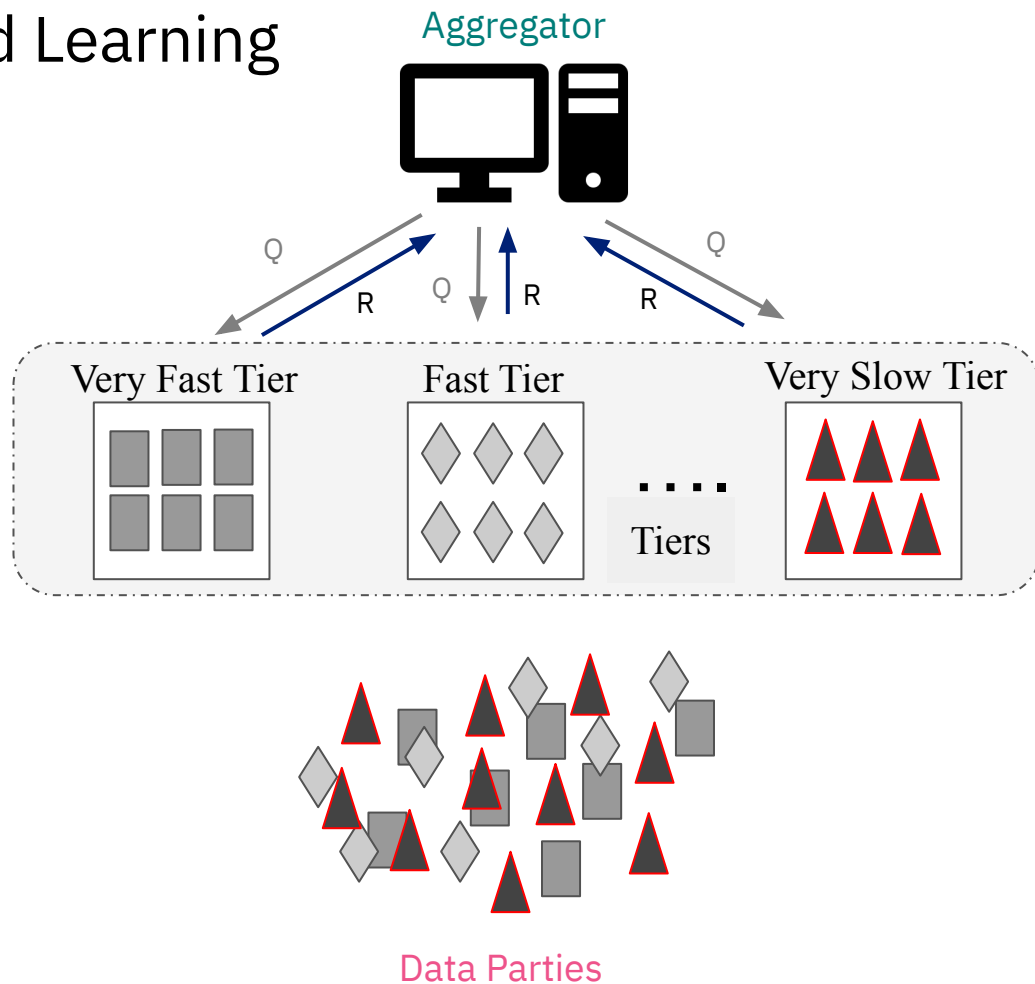 d Learning
Aggregator
Q
R
Q
R
R
Q
Very Fast Tier
Fast Tier
Very Slow Tier
....
Tiers
Data Parties